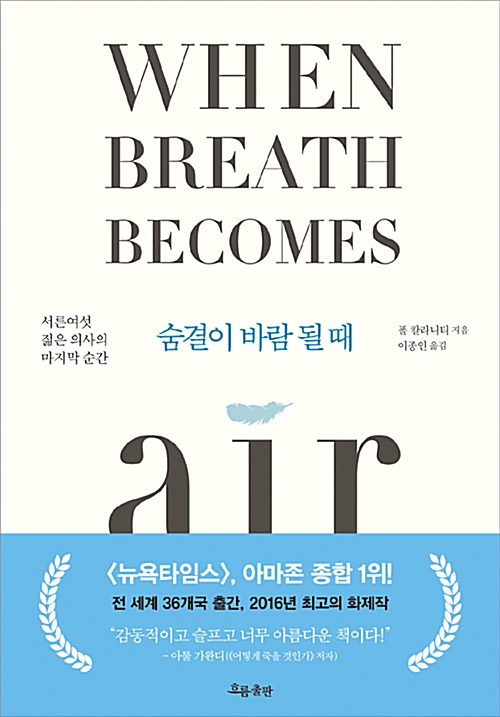 WHEN
BREATH
BECOMES
서른여섯
젊은 의사의
마지막 순간
숨결이 바람 될 때
폴 칼라니티 지음
이종인 옮김
air
〈뉴욕타임스〉, 아마존 종합 1위!
전 세계 36개국 출간, 2016년 최고의 화제작
“감동적이고 슬프고 너무 아름다운 책이다!”
– 아툴 가완디(《어떻게 죽을 것인가》 저자)
흐름출판